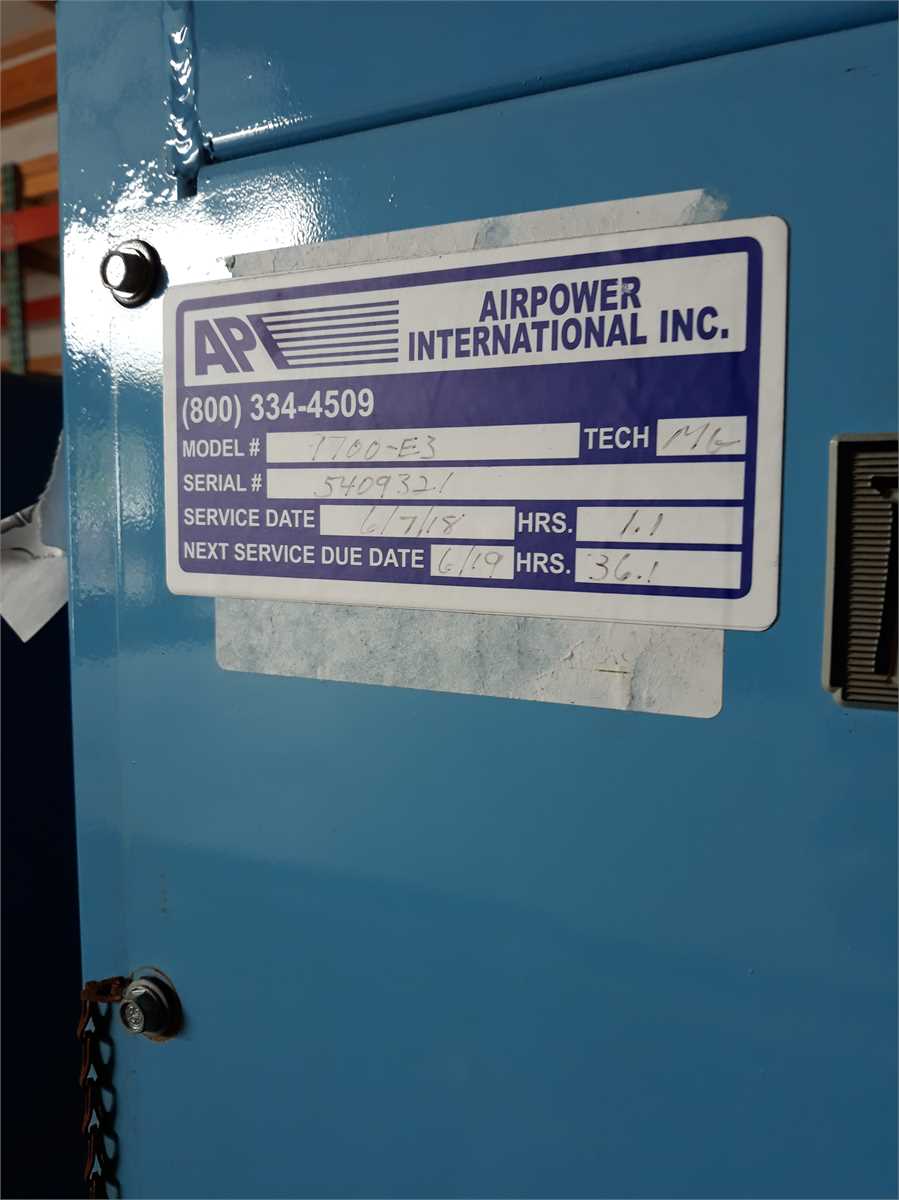 API
AIRPOWER
INTERNATIONAL INC.
(800) 334-4509
MODEL # 1700-E3 TECH MG
SERIAL # 5409321
SERVICE DATE 6/7/18 HRS. 1.1
NEXT SERVICE DUE DATE 6/19 HRS. 36.1